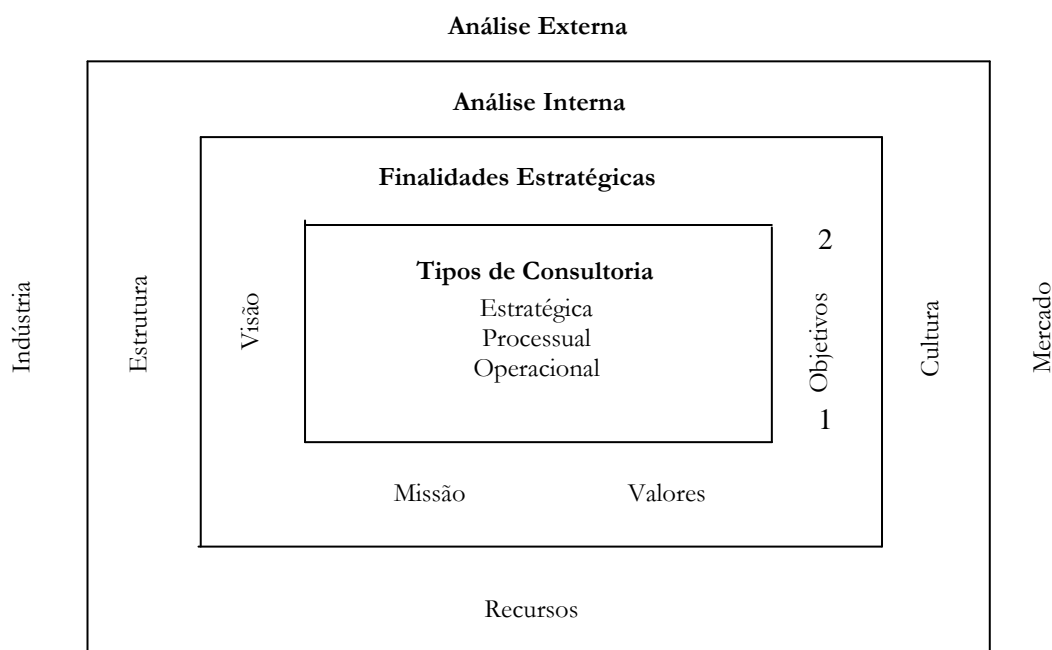 Análise Externa
Análise Interna
Finalidades Estratégicas
Tipos de Consultoria
Estratégica
Processual
Operacional
Indústria
Estrutura
Visão
2
Objetivos
1
Cultura
Mercado
Missão
Valores
Recursos